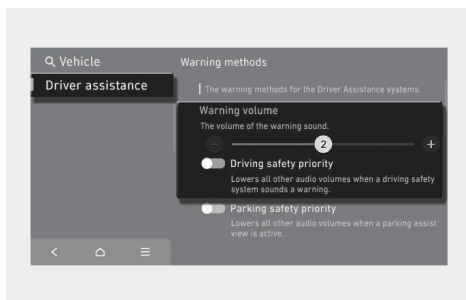 Vehicle
Warning methods
Driver assistance
The warning methods for the Driver Assistance systems.
Warning volume
The volume of the warning sound.
2
Driving safety priority
Lowers all other audio volumes when a driving safety
system sounds a warning.
Parking safety priority
Lowers all other audio volumes when a parking assist
view is active.